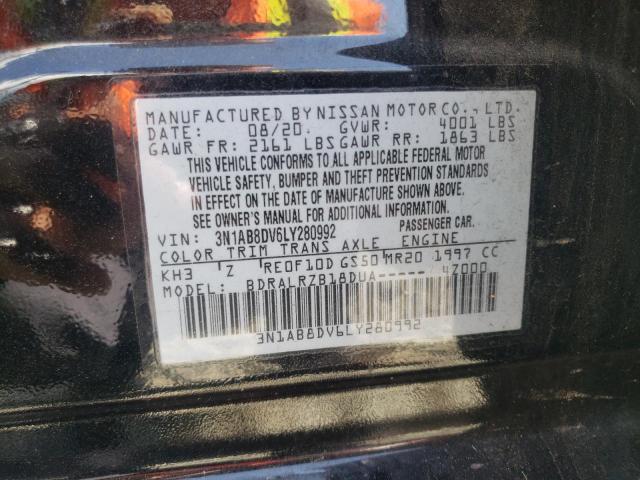 MANUFACTURED BY NISSAN MOTOR CO., LTD.
DATE: 08/20. GVWR: 4001 LBS
GAWR FR: 2161 LBS GAWR RR: 1863 LBS
THIS VEHICLE CONFORMS TO ALL APPLICABLE FEDERAL MOTOR
VEHICLE SAFETY, BUMPER AND THEFT PREVENTION STANDARDS
IN EFFECT ON THE DATE OF MANUFACTURE SHOWN ABOVE.
SEE OWNER'S MANUAL FOR ADDITIONAL INFORMATION.
VIN: 3N1AB8DV6LY280992 PASSENGER CAR.
COLOR TRIM TRANS AXLE ENGINE
KH3 Z RE0F10D GS50 MR20 1997 CC
MODEL: BDRALRZB18DUA----- 4Z000
3N1AB8DV6LY280992